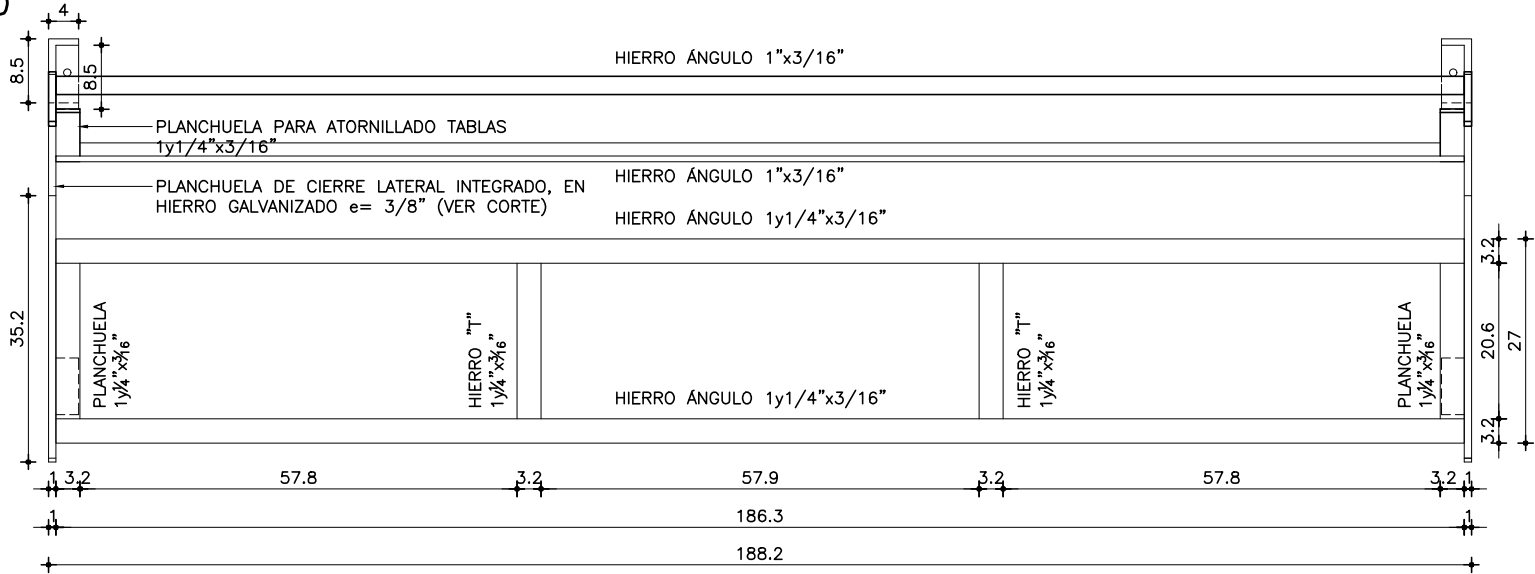 4
8.5
8.5
HIERRO ÁNGULO 1"x3/16"
PLANCHUELA PARA ATORNILLADO TABLAS
1y1/4"x3/16"
PLANCHUELA DE CIERRE LATERAL INTEGRADO, EN
HIERRO GALVANIZADO e= 3/8" (VER CORTE)
HIERRO ÁNGULO 1"x3/16"
HIERRO ÁNGULO 1y1/4"x3/16"
35.2
PLANCHUELA
1y1/4"x3/16"
HIERRO "T"
1y1/4"x3/16"
HIERRO ÁNGULO 1y1/4"x3/16"
HIERRO "T"
1y1/4"x3/16"
PLANCHUELA
1y1/4"x3/16"
3.2
20.6
27
3.2
1 3.2 57.8 3.2 57.9 3.2 57.8 3.2 1
1 186.3 1
188.2